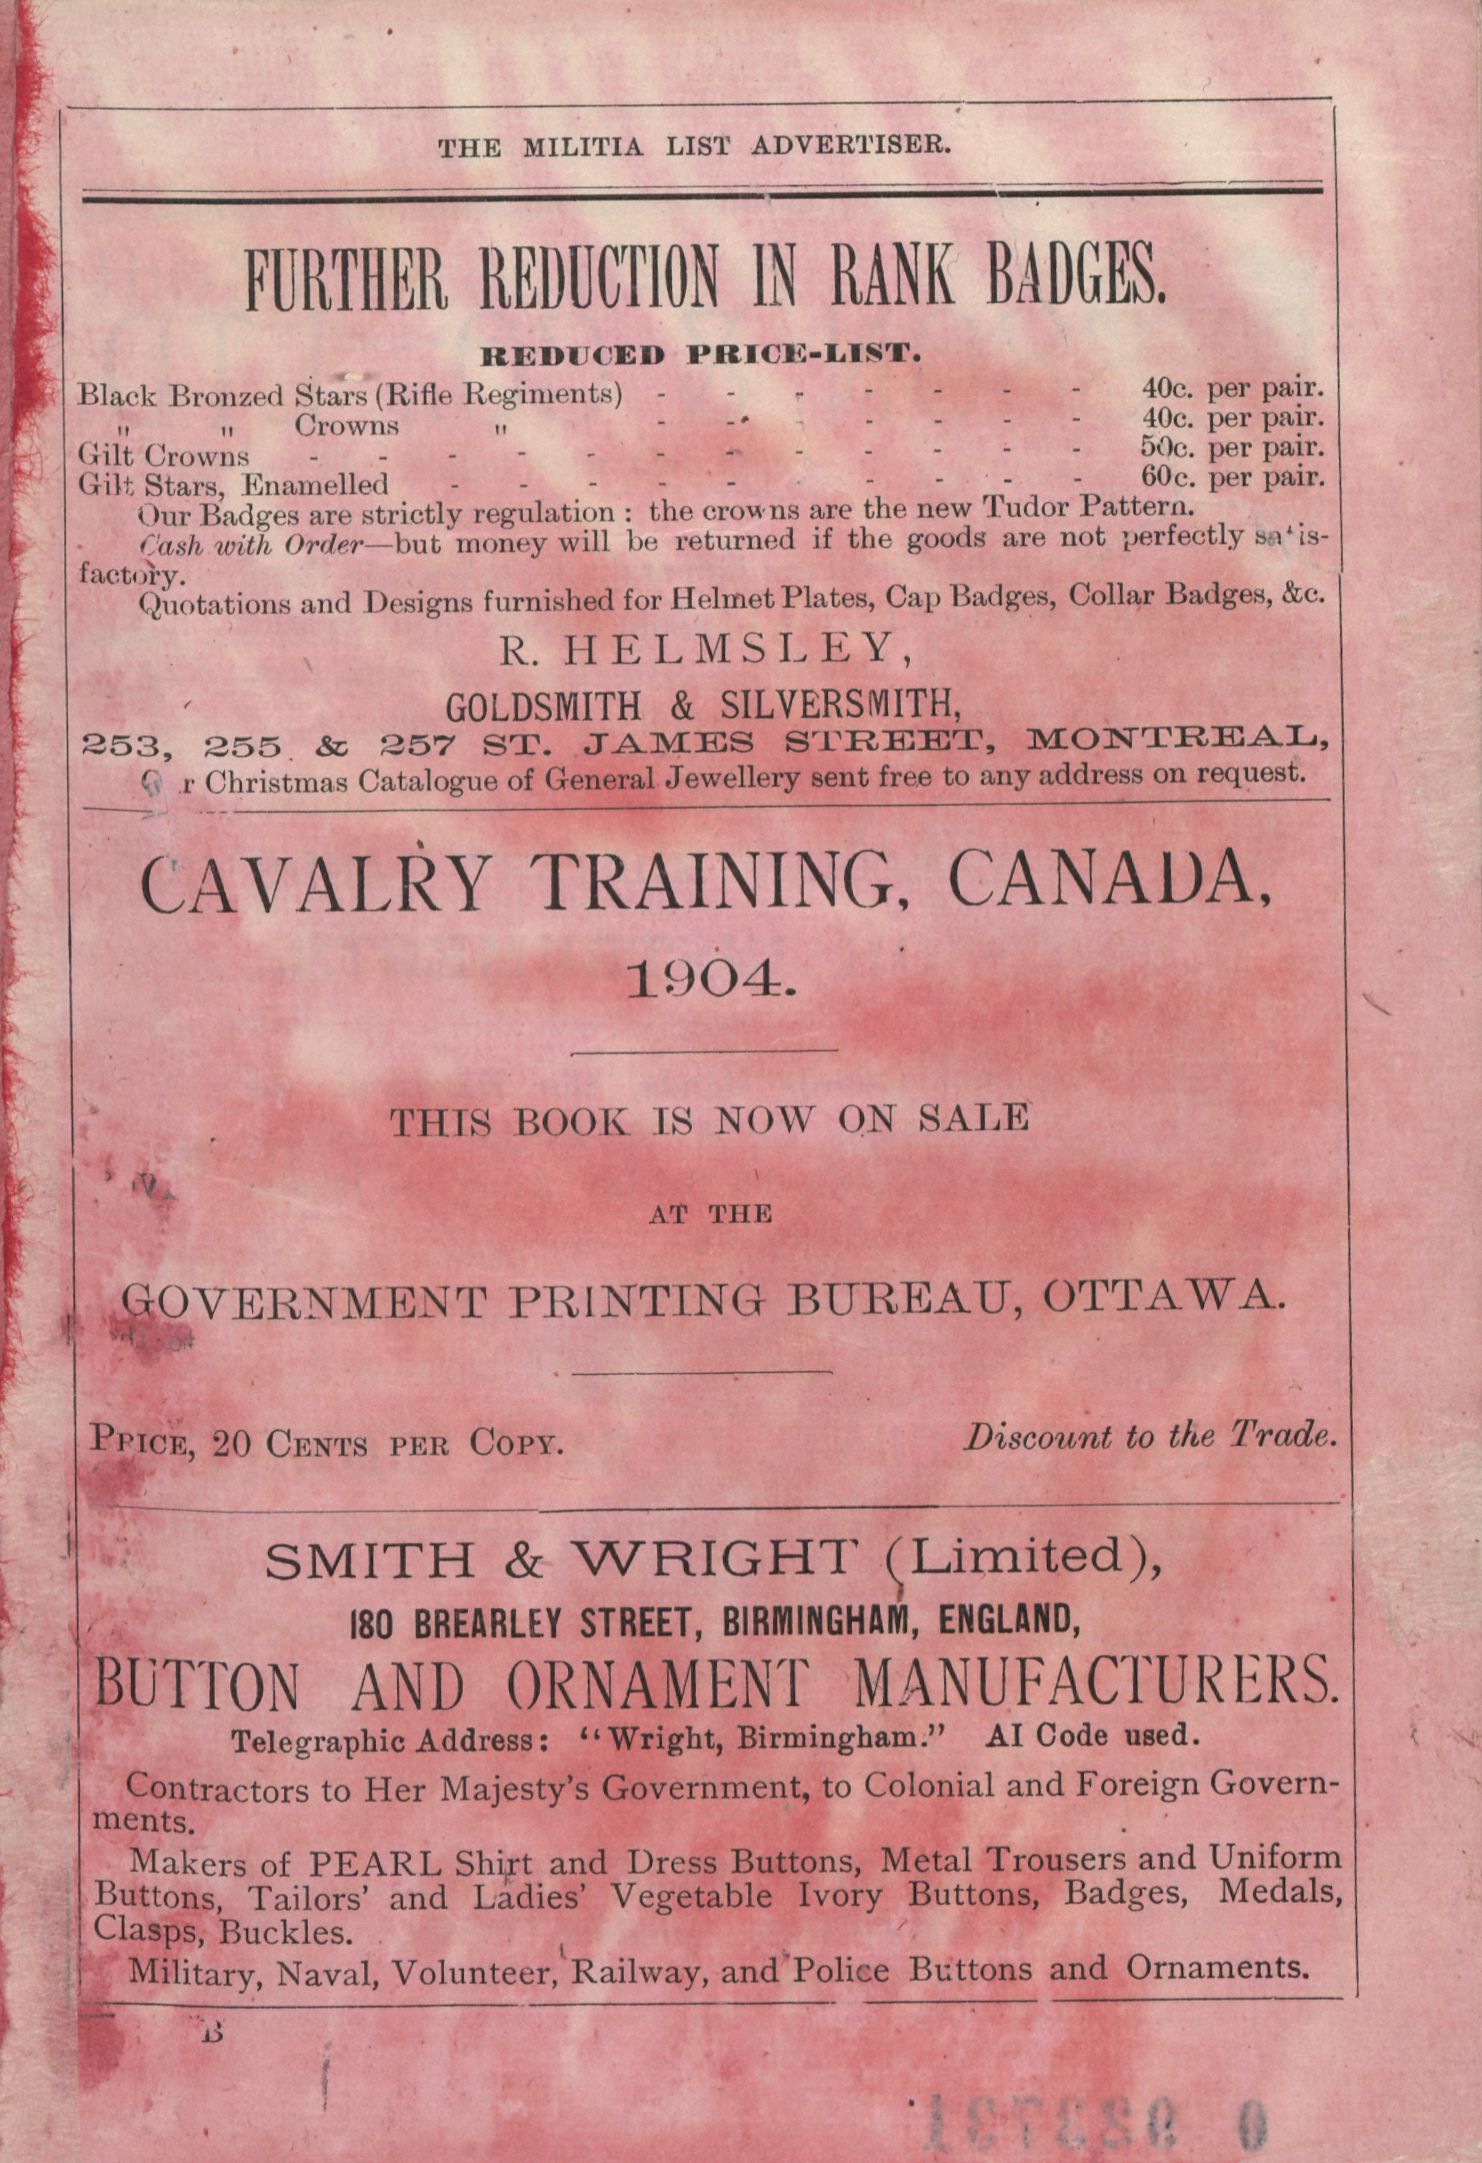 THE MILITIA LIST ADVERTISER.
FURTHER REDUCTION IN RANK BADGES.
REDUCED PRICE-LIST.
Black Bronzed Stars (Rifle Regiments) - - - - - - - 40c. per pair.
" " Crowns " - - - - - - - 40c. per pair.
Gilt Crowns - - - - - - - - - - - - 50c. per pair.
Gilt Stars, Enamelled - - - - - - - - - - 60c. per pair.
Our Badges are strictly regulation : the crowns are the new Tudor Pattern.
Cash with Order—but money will be returned if the goods are not perfectly satis-
factory.
Quotations and Designs furnished for Helmet Plates, Cap Badges, Collar Badges, &c.
R. HELMSLEY,
GOLDSMITH & SILVERSMITH,
253, 255 & 257 ST. JAMES STREET, MONTREAL,
r Christmas Catalogue of General Jewellery sent free to any address on request.
CAVALRY TRAINING, CANADA,
1904.
THIS BOOK IS NOW ON SALE
AT THE
GOVERNMENT PRINTING BUREAU, OTTAWA.
PRICE, 20 CENTS PER COPY. Discount to the Trade.
SMITH & WRIGHT (Limited),
180 BREARLEY STREET, BIRMINGHAM, ENGLAND,
BUTTON AND ORNAMENT MANUFACTURERS.
Telegraphic Address: "Wright, Birmingham." AI Code used.
Contractors to Her Majesty's Government, to Colonial and Foreign Govern-
ments.
Makers of PEARL Shirt and Dress Buttons, Metal Trousers and Uniform
Buttons, Tailors' and Ladies' Vegetable Ivory Buttons, Badges, Medals,
Clasps, Buckles.
Military, Naval, Volunteer, Railway, and Police Buttons and Ornaments.
B